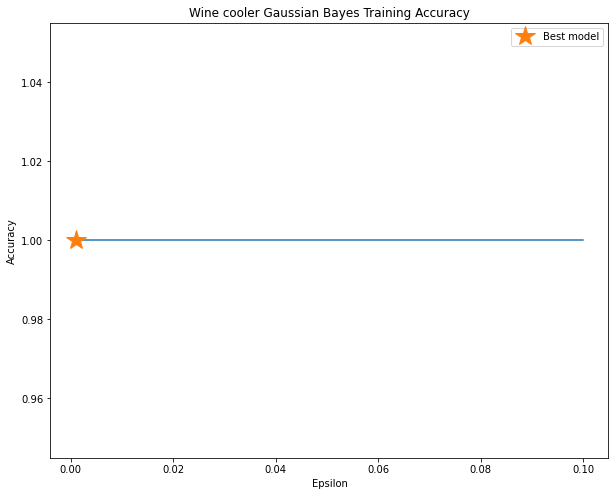 Wine cooler Gaussian Bayes Training Accuracy
Best model
1.04
1.02
1.00
0.98
0.96
Accuracy
0.00 0.02 0.04 0.06 0.08 0.10
Epsilon